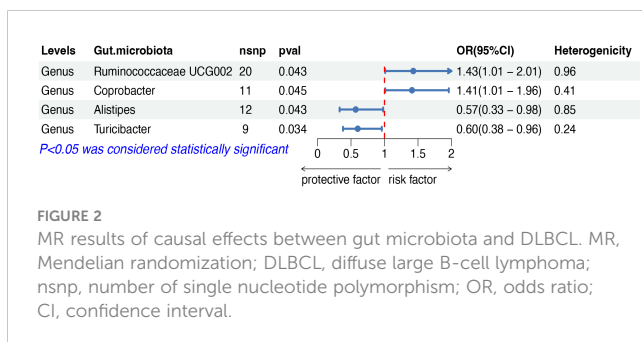 Levels Gut.microbiota nsnp pval OR(95%CI) Heterogenicity
Genus Ruminococcaceae UCG002 20 0.043 1.43(1.01 – 2.01) 0.96
Genus Coprobacter 11 0.045 1.41(1.01 – 1.96) 0.41
Genus Alistipes 12 0.043 0.57(0.33 – 0.98) 0.85
Genus Turicibacter 9 0.034 0.60(0.38 – 0.96) 0.24
P<0.05 was considered statistically significant
0 0.5 1 1.5 2
protective factor risk factor
FIGURE 2
MR results of causal effects between gut microbiota and DLBCL. MR,
Mendelian randomization; DLBCL, diffuse large B-cell lymphoma;
nsnp, number of single nucleotide polymorphism; OR, odds ratio;
CI, confidence interval.